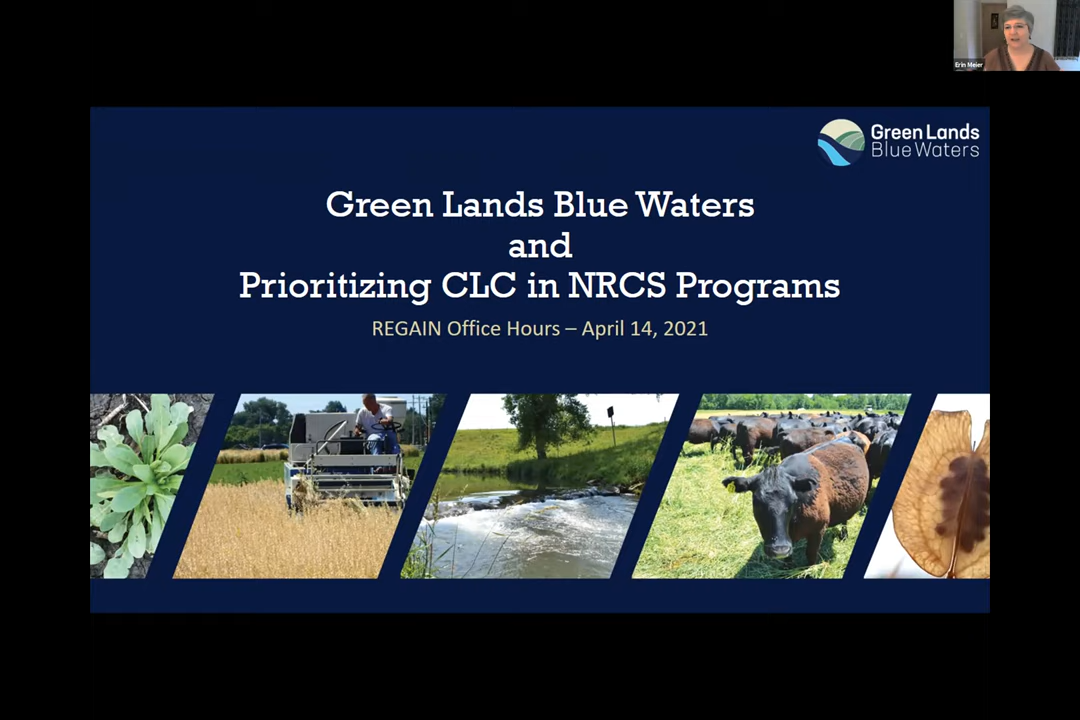 Erin Meier
Green Lands
Blue Waters
Green Lands Blue Waters
and
Prioritizing CLC in NRCS Programs
REGAIN Office Hours – April 14, 2021